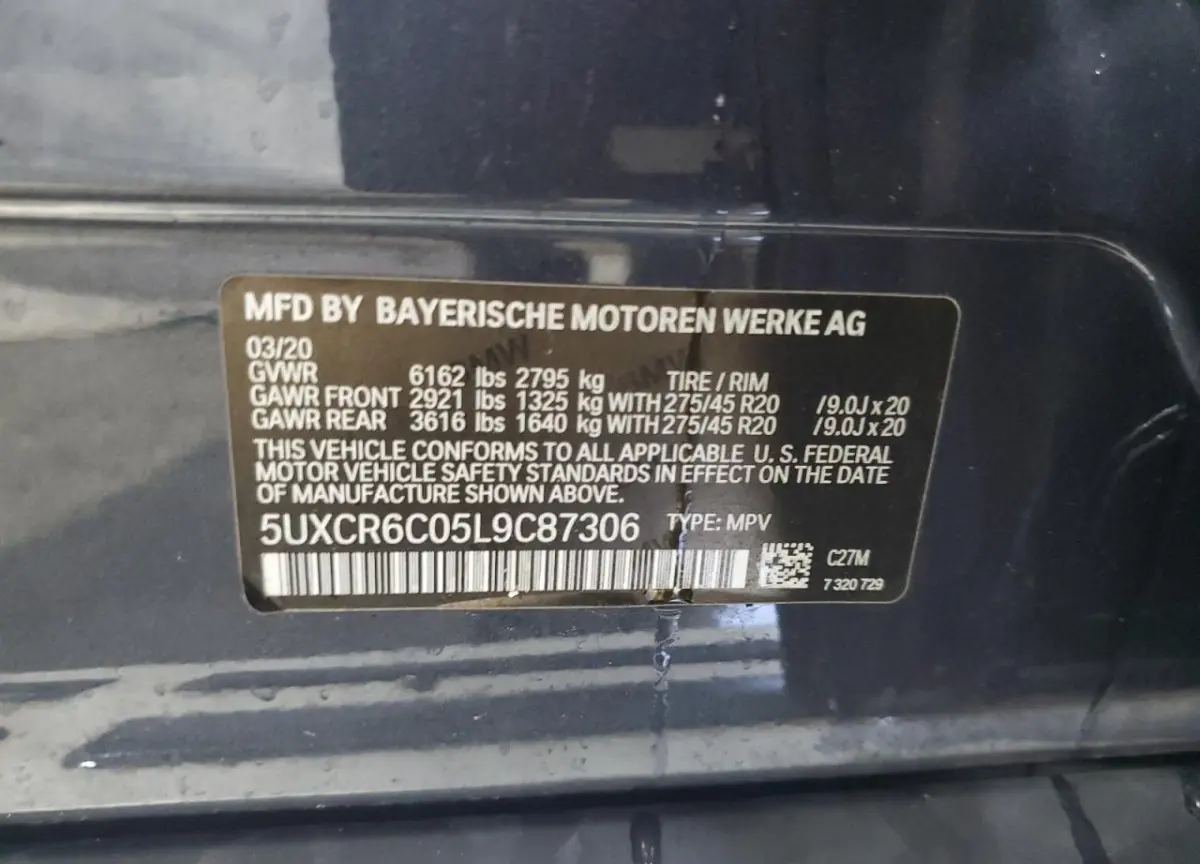 MFD BY BAYERISCHE MOTOREN WERKE AG
03/20
GVWR 6162 lbs 2795 kg TIRE / RIM
GAWR FRONT 2921 lbs 1325 kg WITH 275/45 R20 /9.0J x 20
GAWR REAR 3616 lbs 1640 kg WITH 275/45 R20 /9.0J x 20
THIS VEHICLE CONFORMS TO ALL APPLICABLE U. S. FEDERAL
MOTOR VEHICLE SAFETY STANDARDS IN EFFECT ON THE DATE
OF MANUFACTURE SHOWN ABOVE.
5UXCR6C05L9C87306 TYPE: MPV
C27M
7 320 729